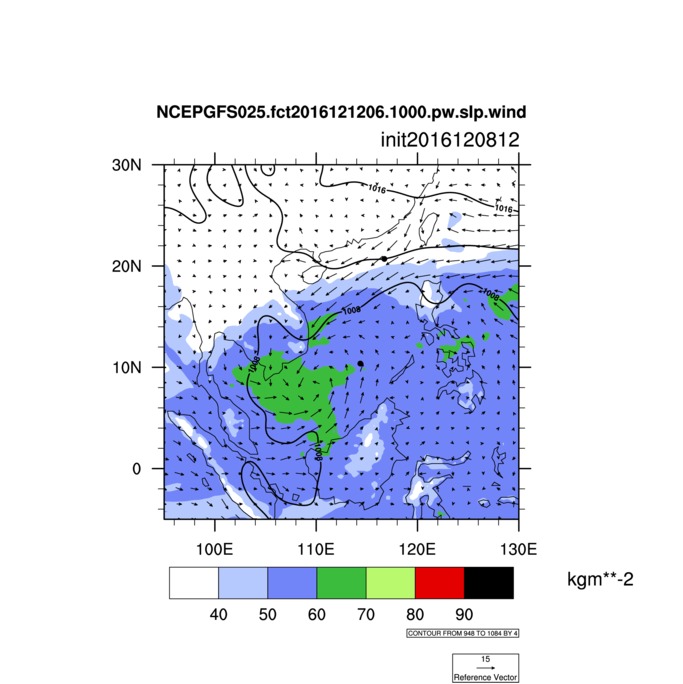 NCEPGFS025.fct2016121206.1000.pw.slp.wind
init2016120812
30N
1016
1016
20N
1008
1008
10N
1008
1008
0
100E 110E 120E 130E
kgm**-2
40 50 60 70 80 90
CONTOUR FROM 948 TO 1084 BY 4
15
Reference Vector